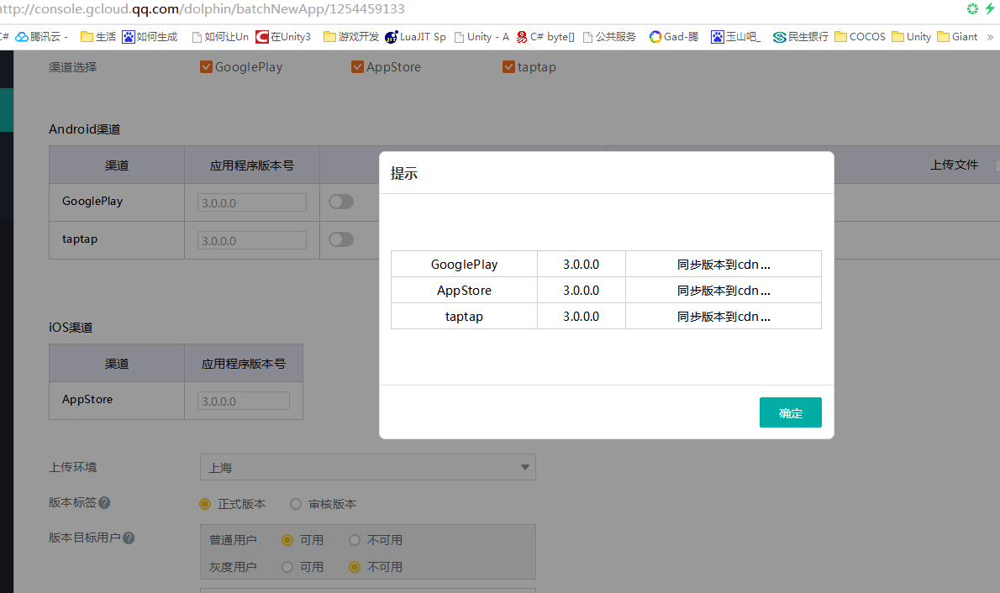 http://console.gcloud.qq.com/dolphin/batchNewApp/1254459133
C# 腾讯云 - 生活 如何生成 如何让Un 在Unity3 游戏开发 LuaJIT Sp Unity - A C# byte[] 公共服务 Gad-腾 玉山吧_ 民生银行 COCOS Unity Giant »
渠道选择 GooglePlay AppStore taptap
Android渠道
渠道 应用程序版本号 上传文件
GooglePlay 3.0.0.0
taptap 3.0.0.0
提示
GooglePlay 3.0.0.0 同步版本到cdn...
AppStore 3.0.0.0 同步版本到cdn...
taptap 3.0.0.0 同步版本到cdn...
确定
iOS渠道
渠道 应用程序版本号
AppStore 3.0.0.0
上传环境 上海
版本标签? 正式版本 审核版本
版本目标用户? 普通用户 可用 不可用
灰度用户 可用 不可用